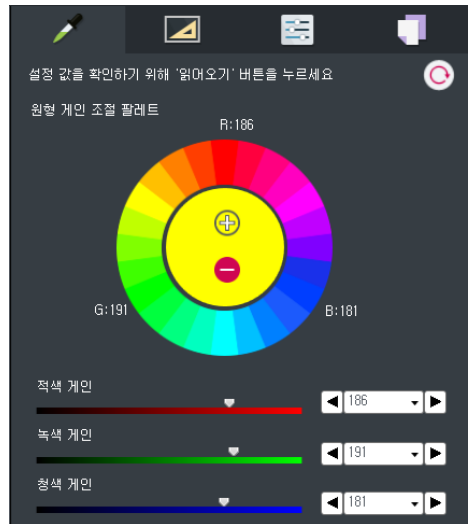 설정 값을 확인하기 위해 '읽어오기' 버튼을 누르세요
원형 게인 조절 팔레트
R:186
G:191
B:181
적색 게인
186
녹색 게인
191
청색 게인
181